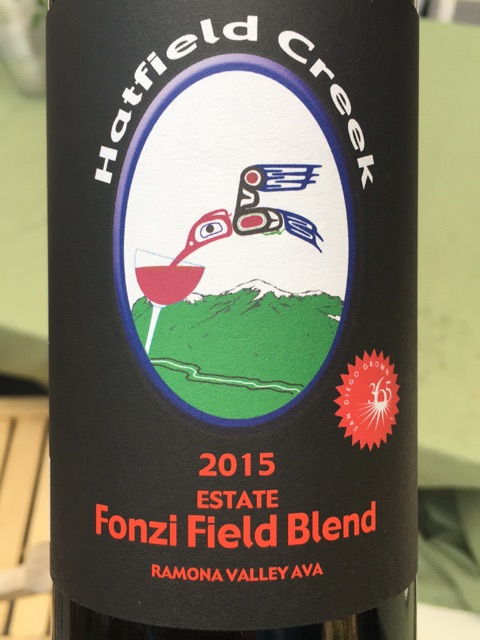 Hatfield Creek
SAN DIEGO GROWN
365
2015
ESTATE
Fonzi Field Blend
RAMONA VALLEY AVA